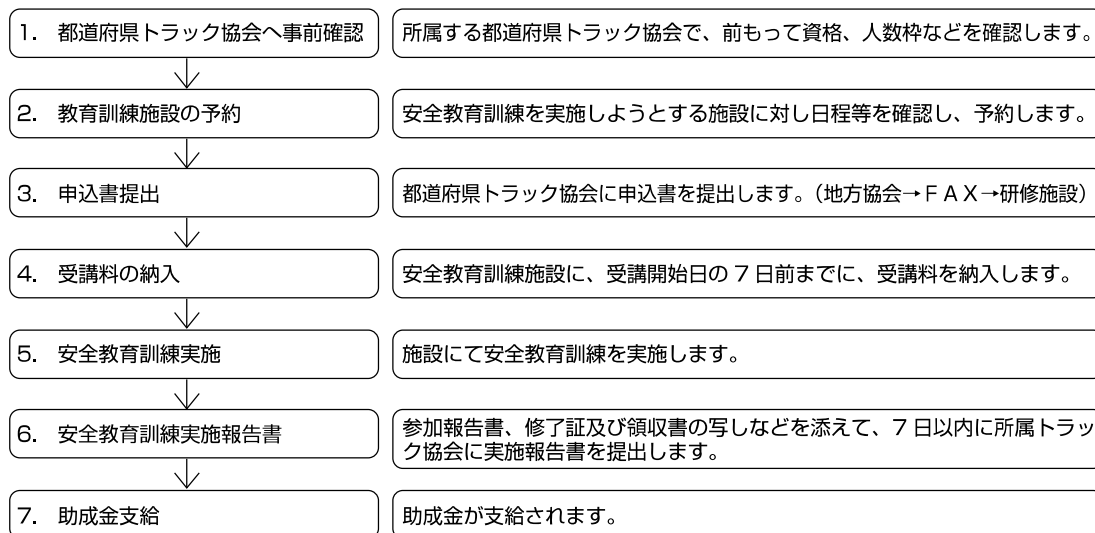 1. 都道府県トラック協会へ事前確認
所属する都道府県トラック協会で、前もって資格、人数枠などを確認します。
2. 教育訓練施設の予約
安全教育訓練を実施しようとする施設に対し日程等を確認し、予約します。
3. 申込書提出
都道府県トラック協会に申込書を提出します。（地方協会→ＦＡＸ→研修施設）
4. 受講料の納入
安全教育訓練施設に、受講開始日の７日前までに、受講料を納入します。
5. 安全教育訓練実施
施設にて安全教育訓練を実施します。
6. 安全教育訓練実施報告書
参加報告書、修了証及び領収書の写しなどを添えて、７日以内に所属トラッ
ク協会に実施報告書を提出します。
7. 助成金支給
助成金が支給されます。